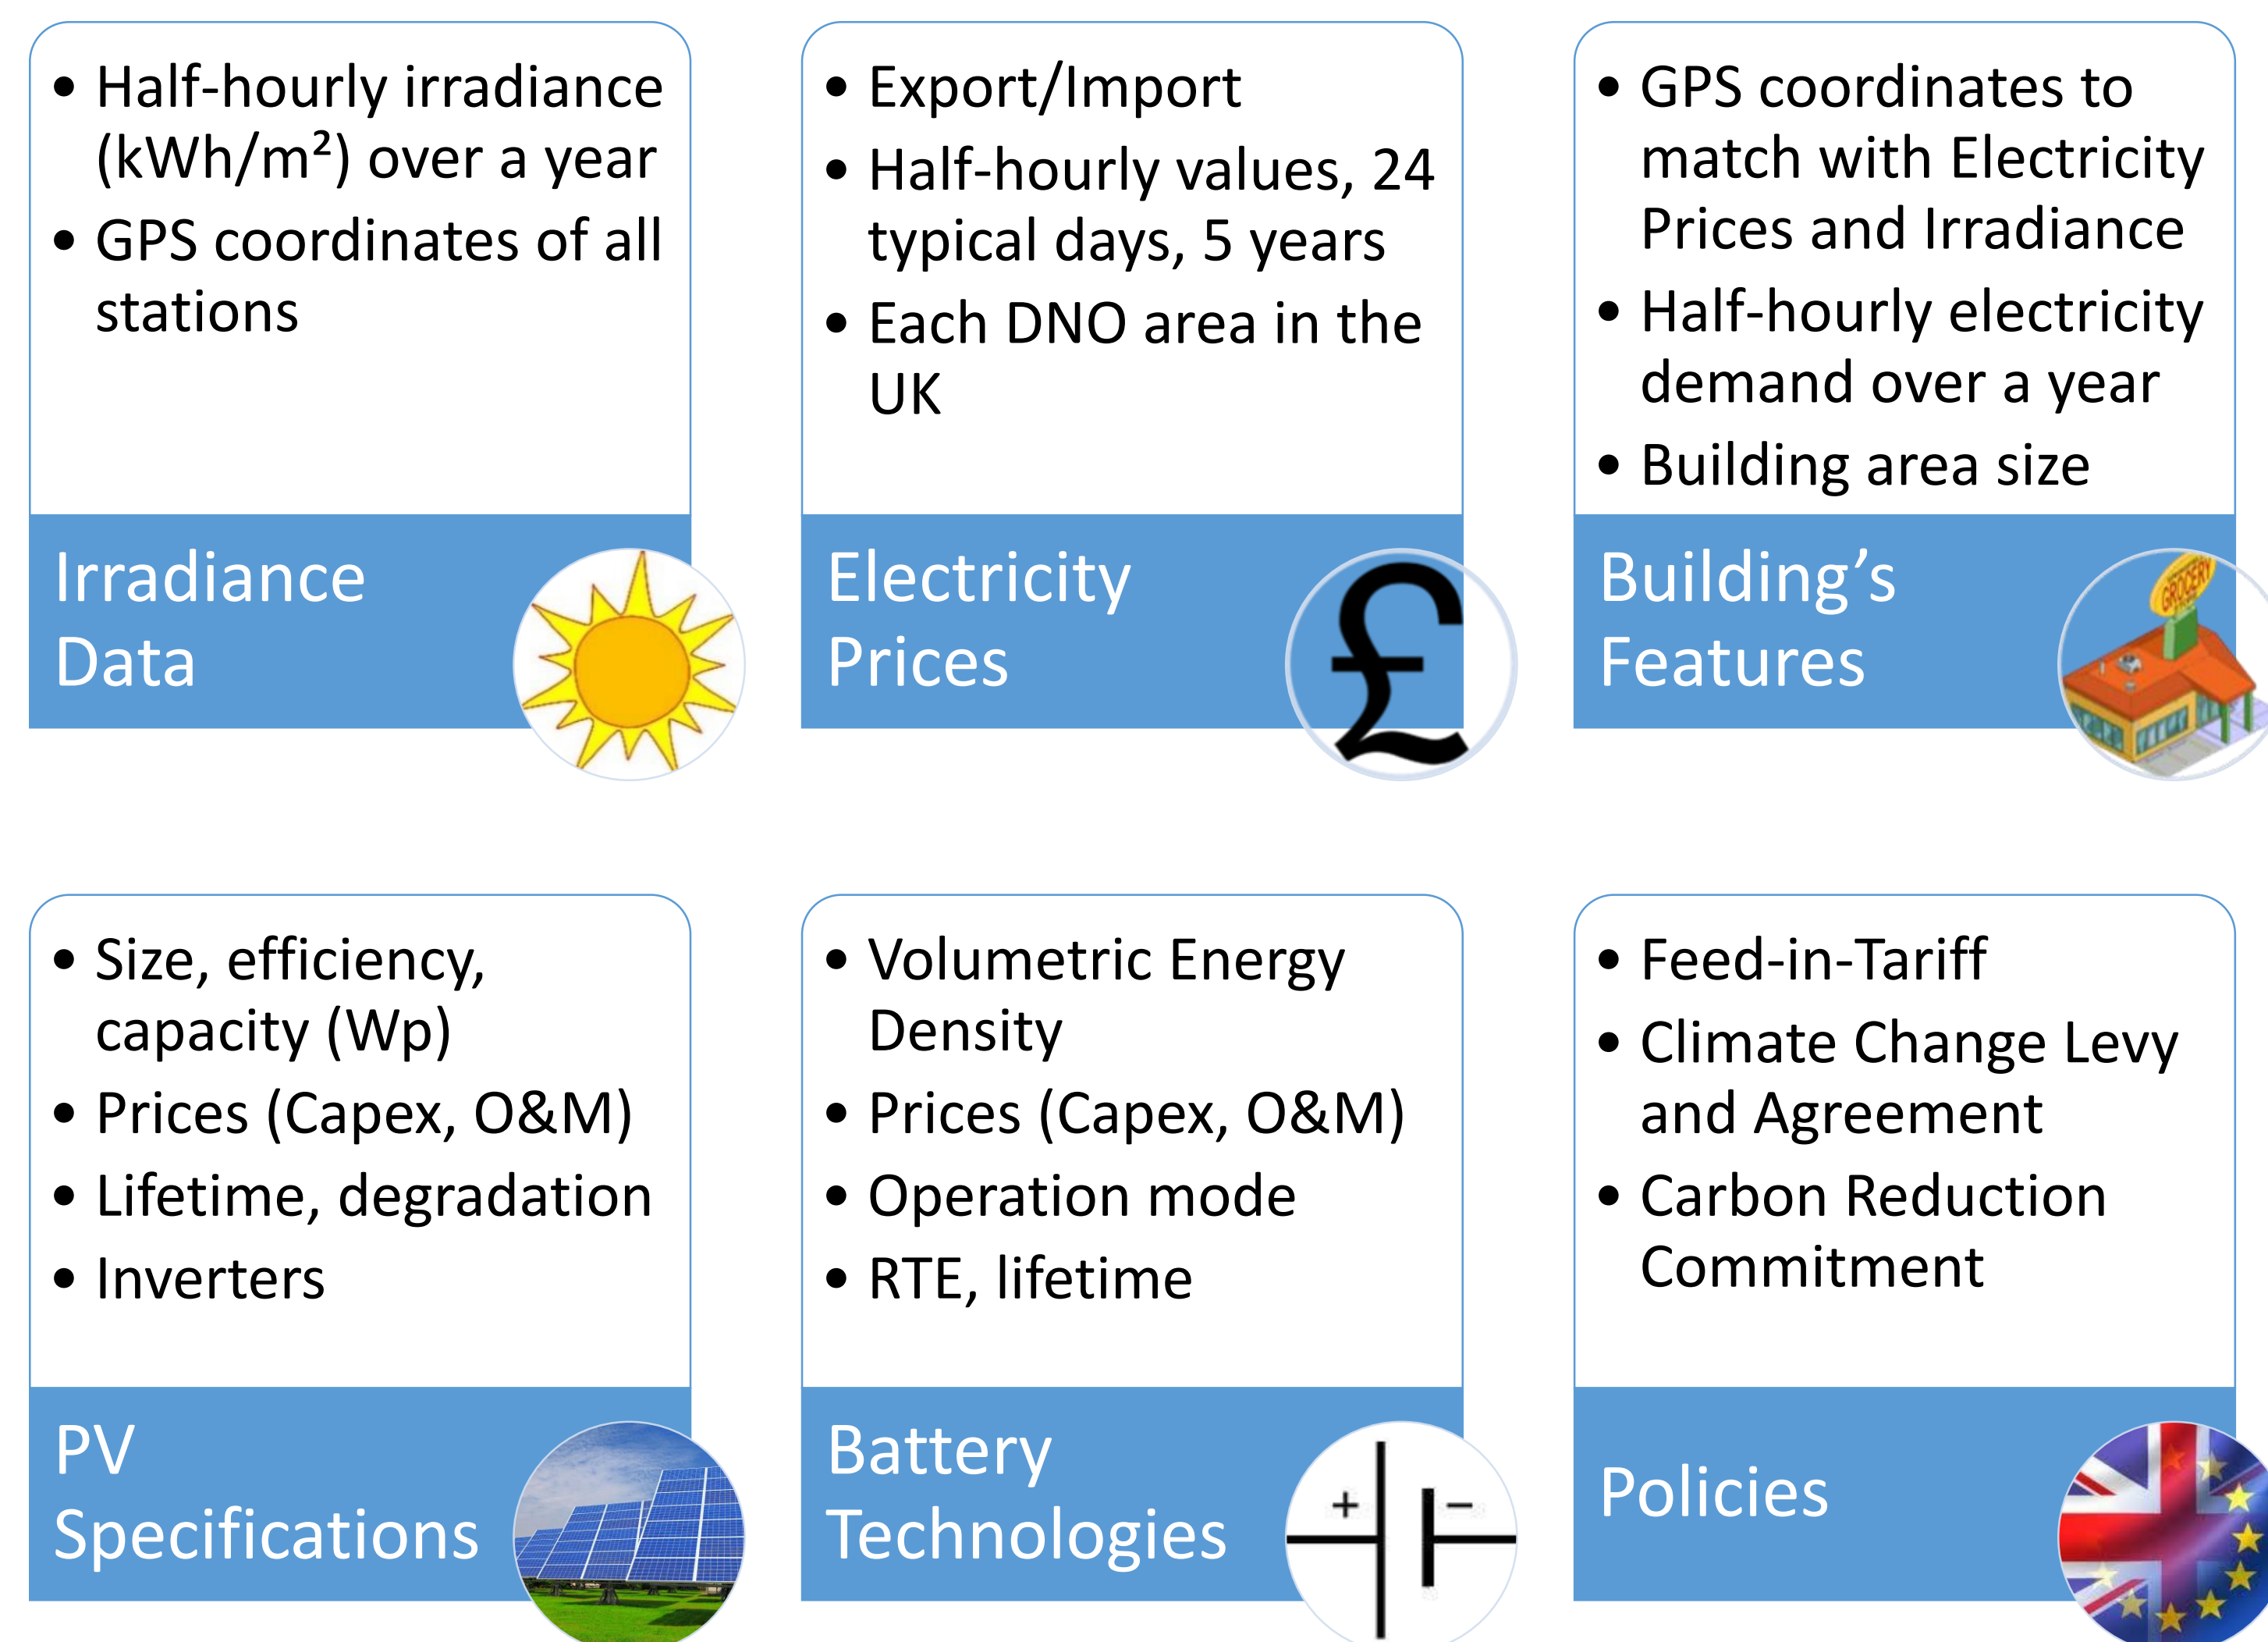 • Half-hourly irradiance
(kWh/m²) over a year
• GPS coordinates of all
stations
Irradiance
Data
• Export/Import
• Half-hourly values, 24
typical days, 5 years
• Each DNO area in the
UK
Electricity
Prices
£
• GPS coordinates to
match with Electricity
Prices and Irradiance
• Half-hourly electricity
demand over a year
• Building area size
Building’s
Features
GROCERY
• Size, efficiency,
capacity (Wp)
• Prices (Capex, O&M)
• Lifetime, degradation
• Inverters
PV
Specifications
• Volumetric Energy
Density
• Prices (Capex, O&M)
• Operation mode
• RTE, lifetime
Battery
Technologies
+ −
• Feed-in-Tariff
• Climate Change Levy
and Agreement
• Carbon Reduction
Commitment
Policies